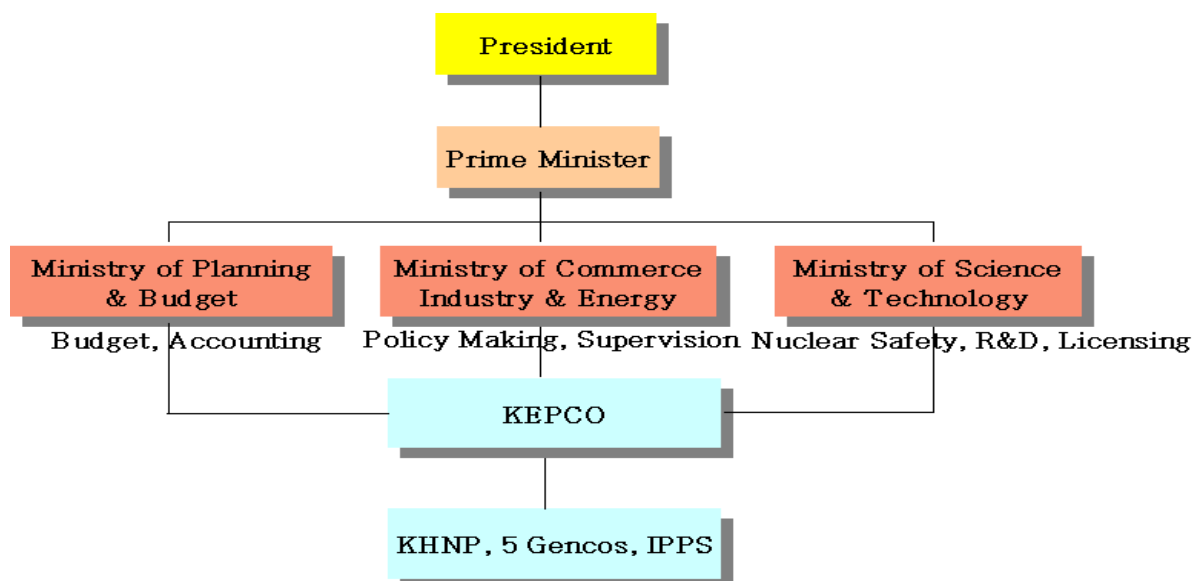 President
Prime Minister
Ministry of Planning
& Budget
Ministry of Commerce
Industry & Energy
Ministry of Science
& Technology
Budget, Accounting
Policy Making, Supervision
Nuclear Safety, R&D, Licensing
KEPCO
KHNP, 5 Gencos, IPPS